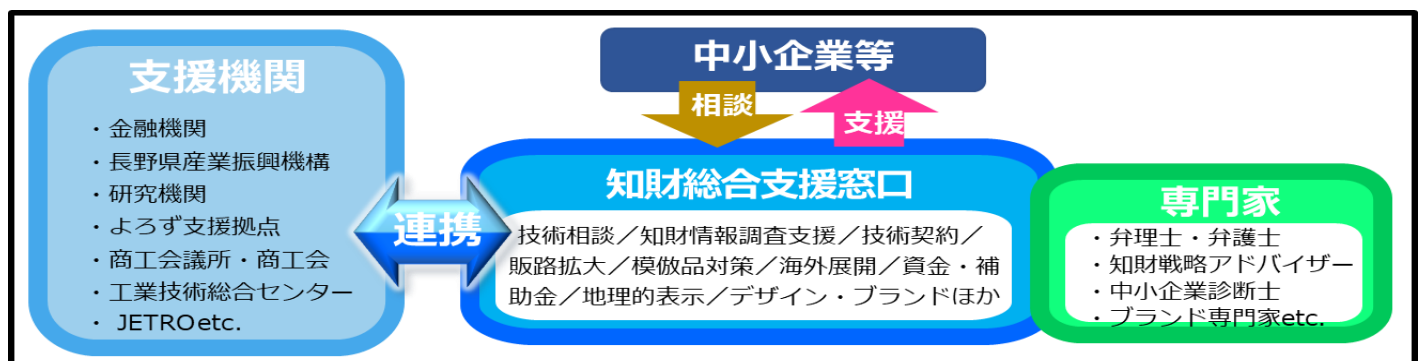 支援機関
・金融機関
・長野県産業振興機構
・研究機関
・よろず支援拠点
・商工会議所・商工会
・工業技術総合センター
・ JETROetc.
連携
中小企業等
相談
支援
知財総合支援窓口
技術相談／知財情報調査支援／技術契約／
販路拡大／模倣品対策／海外展開／資金・補
助金／地理的表示／デザイン・ブランドほか
専門家
・弁理士・弁護士
・知財戦略アドバイザー
・中小企業診断士
・ブランド専門家etc.